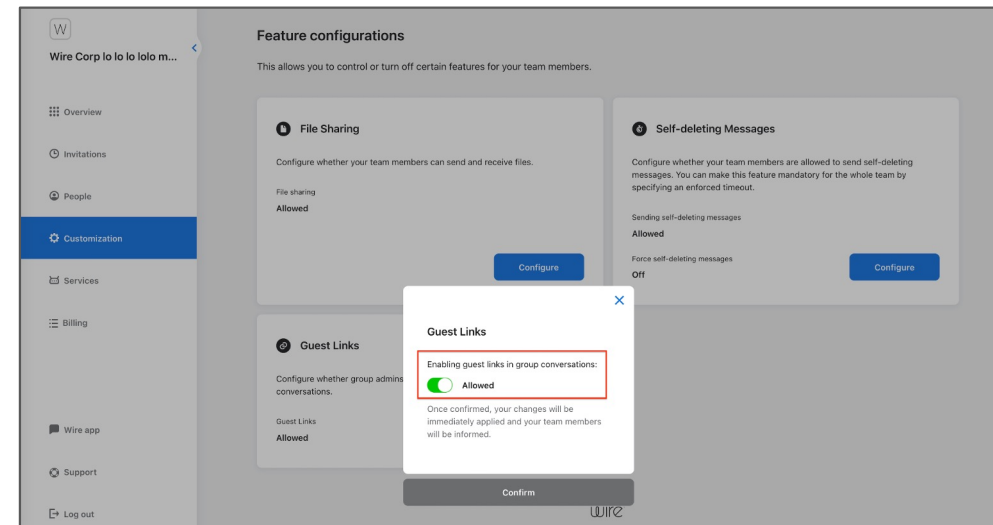 W
Wire Corp lo lo lo lolo m...
Overview
Invitations
People
Customization
Services
Billing
Wire app
Support
Log out
Feature configurations
This allows you to control or turn off certain features for your team members.
File Sharing
Configure whether your team members can send and receive files.
File sharing
Allowed
Configure
Self-deleting Messages
Configure whether your team members are allowed to send self-deleting
messages. You can make this feature mandatory for the whole team by
specifying an enforced timeout.
Sending self-deleting messages
Allowed
Force self-deleting messages
Off
Configure
Guest Links
Configure whether group admins
conversations.
Guest Links
Allowed
Guest Links
Enabling guest links in group conversations:
Allowed
Once confirmed, your changes will be
immediately applied and your team members
will be informed.
Confirm
wire